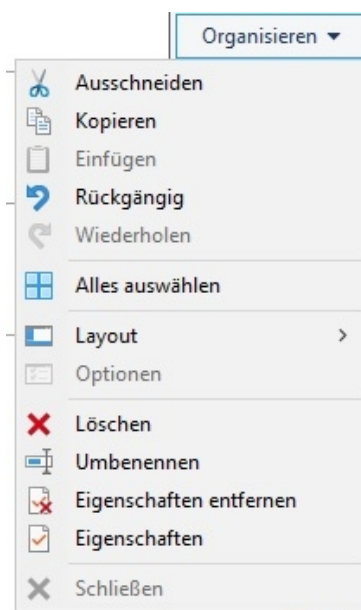 Organisieren
Ausschneiden
Kopieren
Einfügen
Rückgängig
Wiederholen
Alles auswählen
Layout
Optionen
Löschen
Umbenennen
Eigenschaften entfernen
Eigenschaften
Schließen